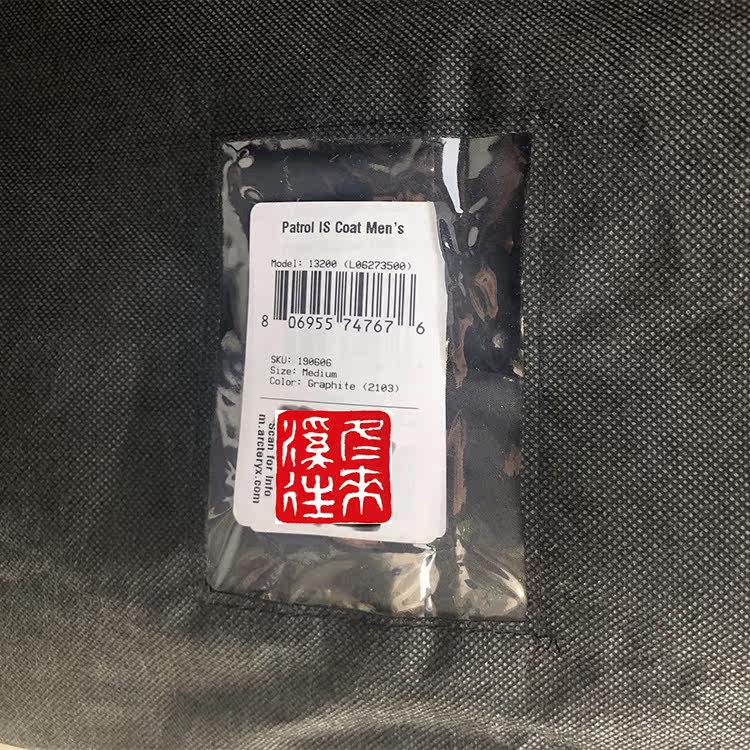 Patrol IS Coat Men's
Model: 13200 (L06273500)
8 06955 74767 6
SKU: 190606
Size: Medium
Color: Graphite (2103)
Scan for Info
m.arcteryx.com